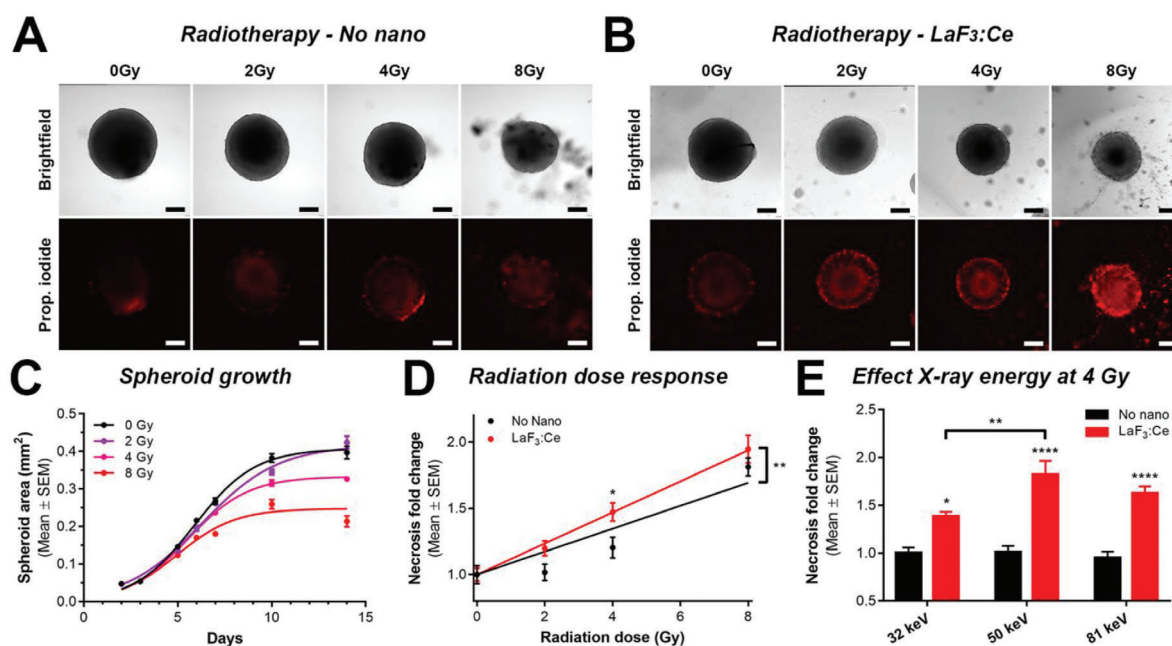 A Radiotherapy - No nano
0Gy 2Gy 4Gy 8Gy
Brightfield
Prop. iodide
B Radiotherapy - LaF₃:Ce
0Gy 2Gy 4Gy 8Gy
Brightfield
Prop. iodide
C Spheroid growth
Spheroid area (mm²)
(Mean ± SEM)
0.5
0.4
0.3
0.2
0.1
0.0
0 Gy
2 Gy
4 Gy
8 Gy
0 5 10 15
Days
D Radiation dose response
Necrosis fold change
(Mean ± SEM)
2.0
1.5
1.0
No Nano
LaF₃:Ce
*
**
0 2 4 6 8
Radiation dose (Gy)
E Effect X-ray energy at 4 Gy
Necrosis fold change
(Mean ± SEM)
2.5
2.0
1.5
1.0
0.5
No nano
LaF₃:Ce
**
* **** ****
32 keV 50 keV 81 keV